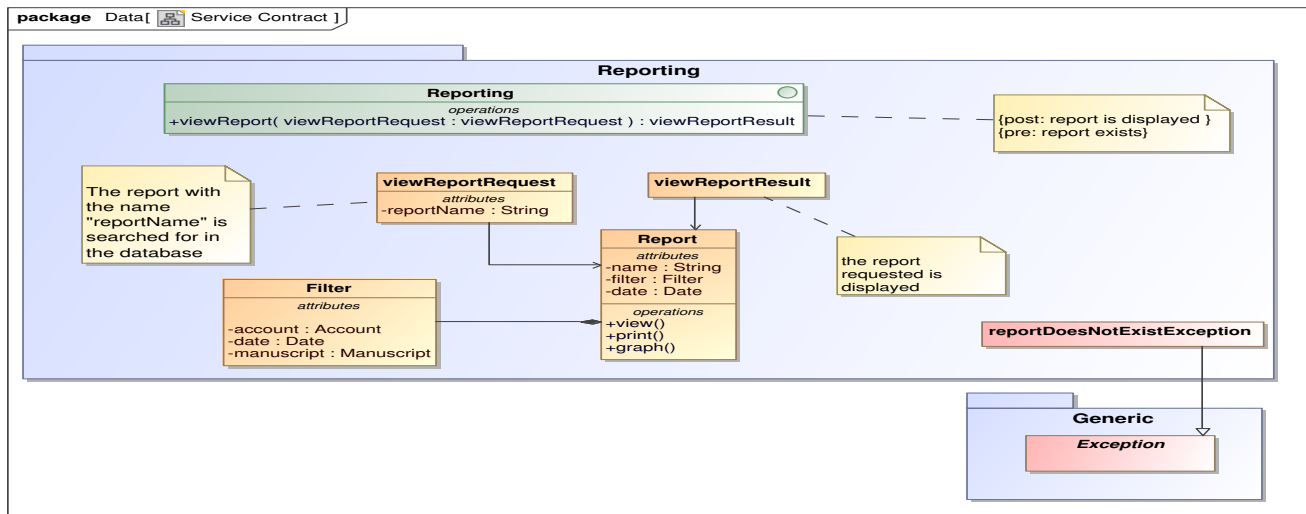 package Data[ Service Contract ]
Reporting
Reporting
operations
+viewReport( viewReportRequest : viewReportRequest ) : viewReportResult
{post: report is displayed }
{pre: report exists}
The report with
the name
"reportName" is
searched for in
the database
viewReportRequest
attributes
-reportName : String
viewReportResult
Report
attributes
-name : String
-filter : Filter
-date : Date
operations
+view()
+print()
+graph()
the report
requested is
displayed
Filter
attributes
-account : Account
-date : Date
-manuscript : Manuscript
reportDoesNotExistException
Generic
Exception